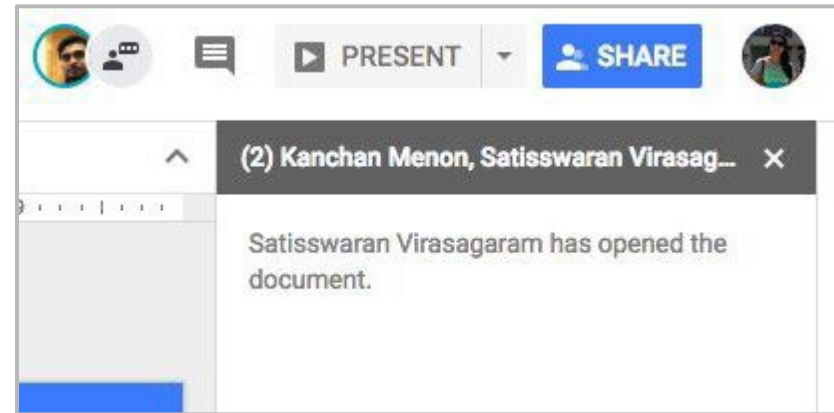 PRESENT
SHARE
(2) Kanchan Menon, Satisswaran Virasag...
Satisswaran Virasagaram has opened the
document.